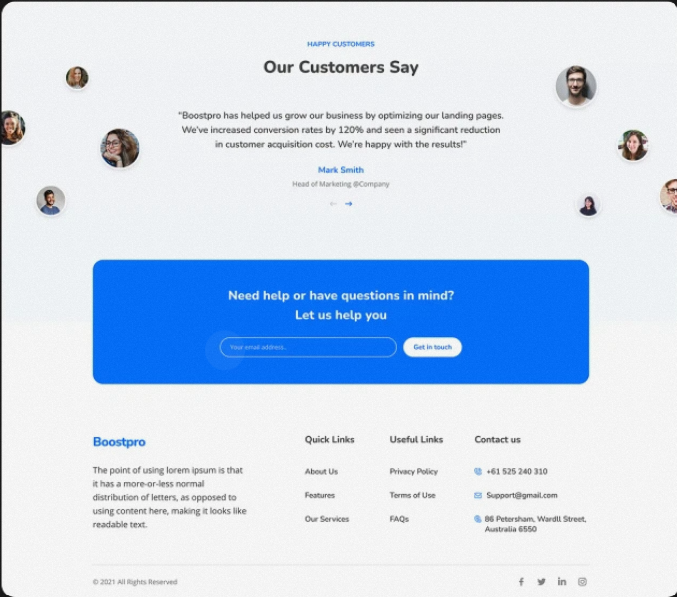 HAPPY CUSTOMERS
Our Customers Say
"Boostpro has helped us grow our business by optimizing our landing pages.
We've increased conversion rates by 120% and seen a significant reduction
in customer acquisition cost. We're happy with the results!"
Mark Smith
Head of Marketing @Company
Need help or have questions in mind?
Let us help you
Your email address..
Get in touch
Boostpro
The point of using lorem ipsum is that
it has a more-or-less normal
distribution of letters, as opposed to
using content here, making it looks like
readable text.
Quick Links
About Us
Features
Our Services
Useful Links
Privacy Policy
Terms of Use
FAQs
Contact us
+61 525 240 310
Support@gmail.com
86 Petersham, Wardll Street,
Australia 6550
© 2021 All Rights Reserved